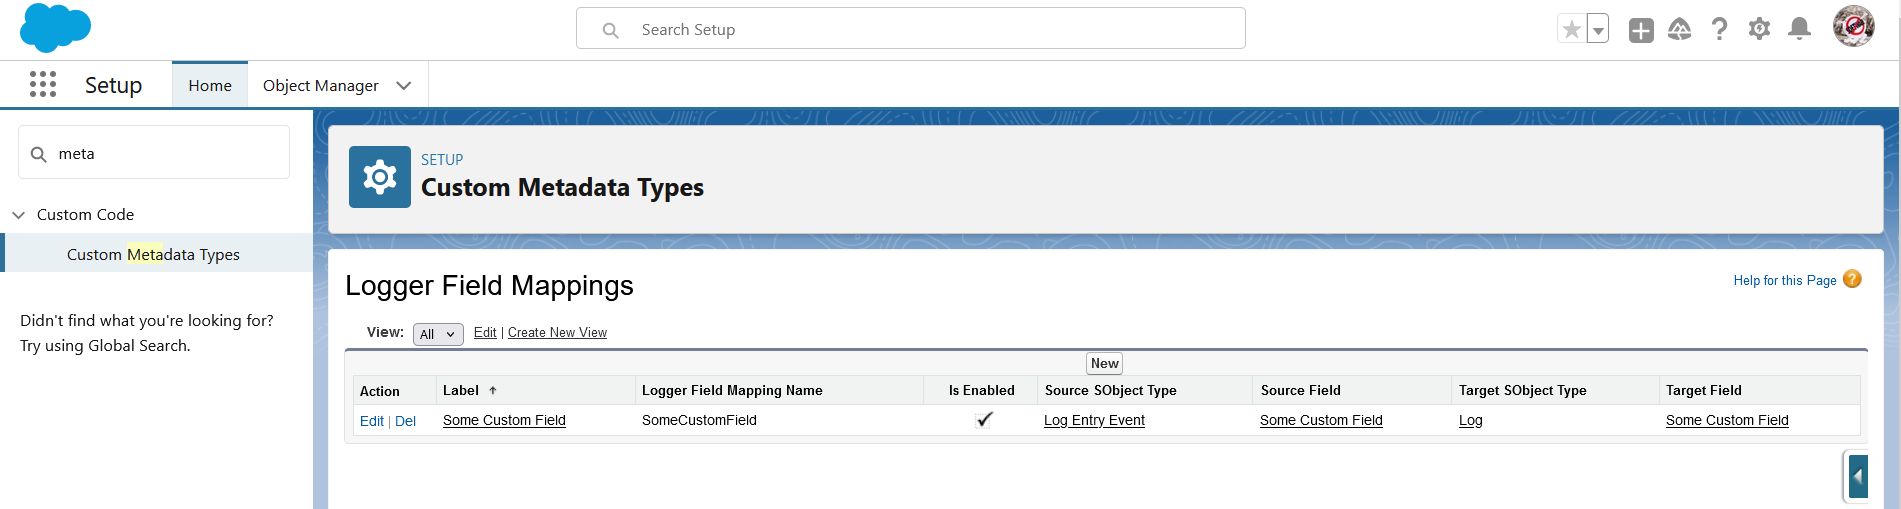 Search Setup
Setup
Home
Object Manager
meta
Custom Code
Custom Metadata Types
Didn't find what you're looking for?
Try using Global Search.
SETUP
Custom Metadata Types
Logger Field Mappings
Help for this Page ?
View: All Edit | Create New View
New
Action Label Logger Field Mapping Name Is Enabled Source SObject Type Source Field Target SObject Type Target Field
Edit | Del Some Custom Field SomeCustomField Log Entry Event Some Custom Field Log Some Custom Field